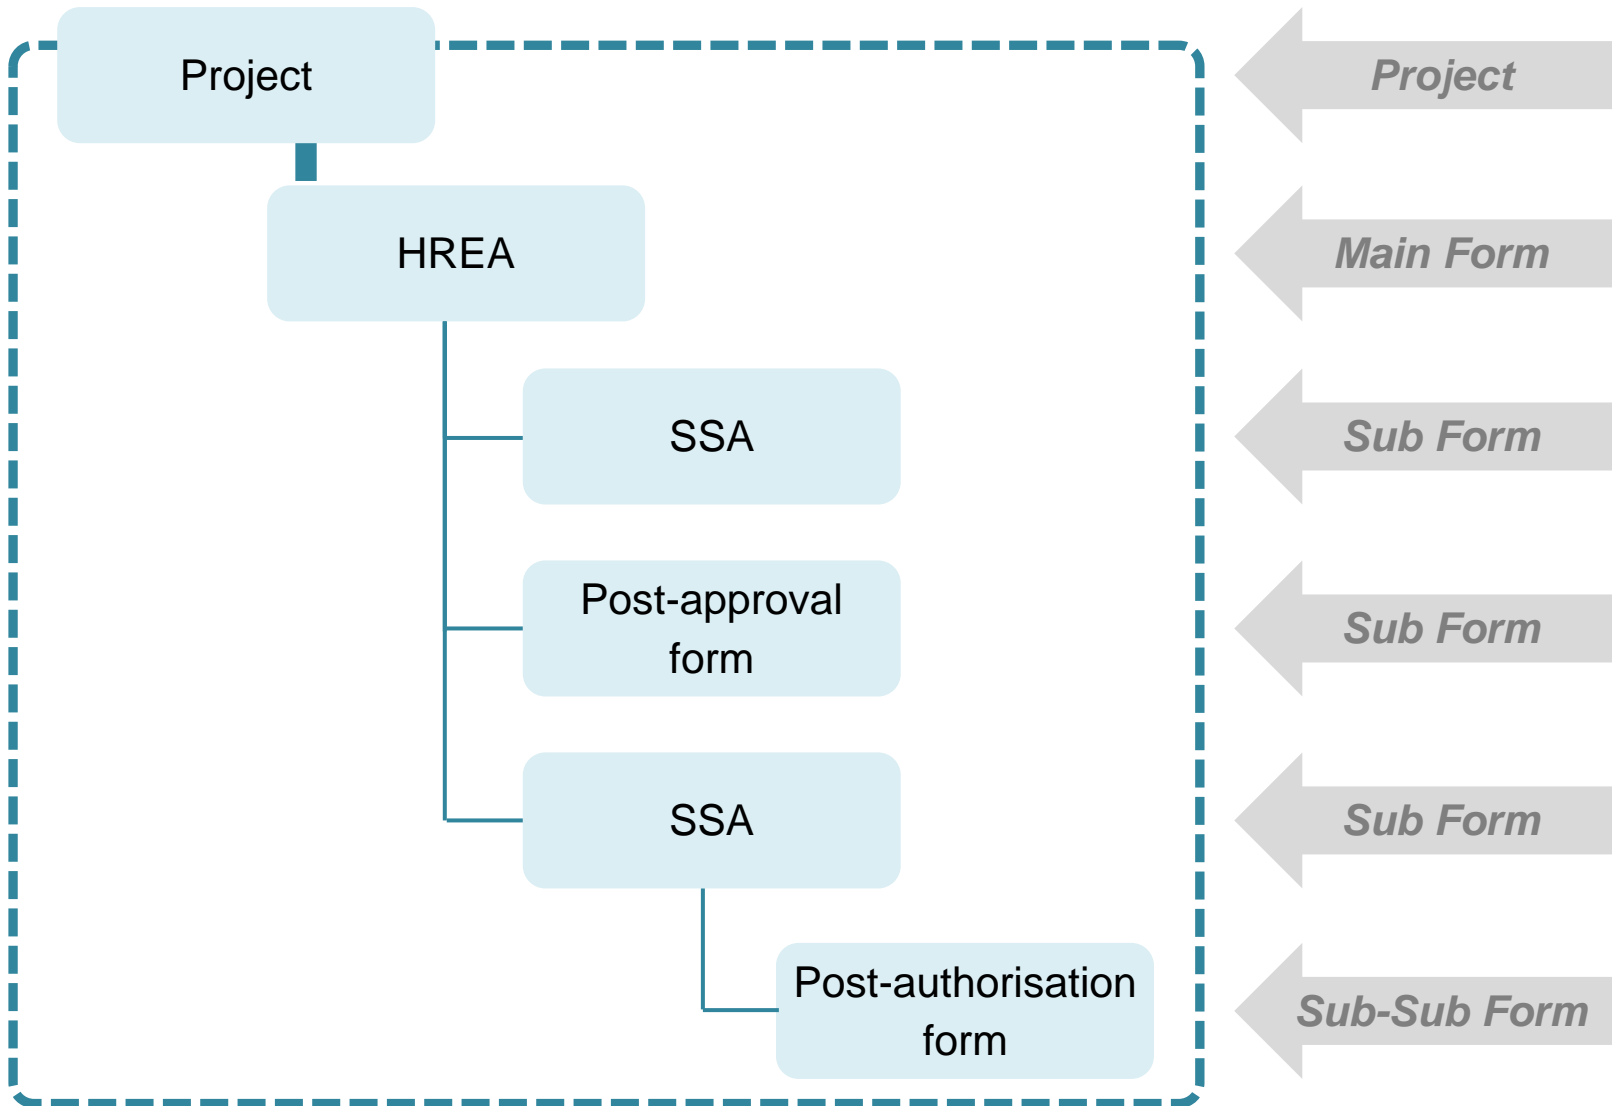 Project
Project
HREA
Main Form
SSA
Sub Form
Post-approval
form
Sub Form
SSA
Sub Form
Post-authorisation
form
Sub-Sub Form